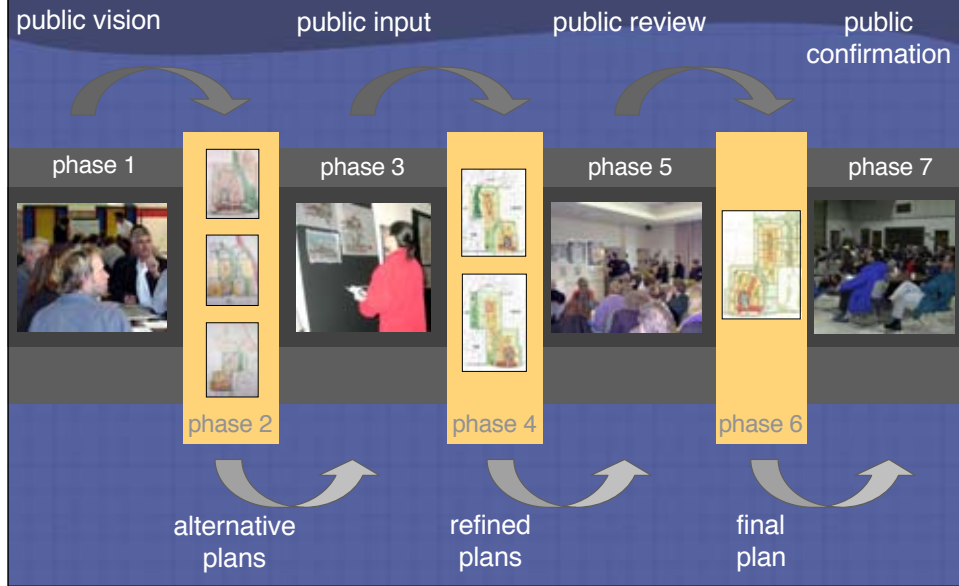 public vision
public input
public review
public
confirmation
phase 1
phase 3
phase 5
phase 7
phase 2
phase 4
phase 6
alternative
plans
refined
plans
final
plan